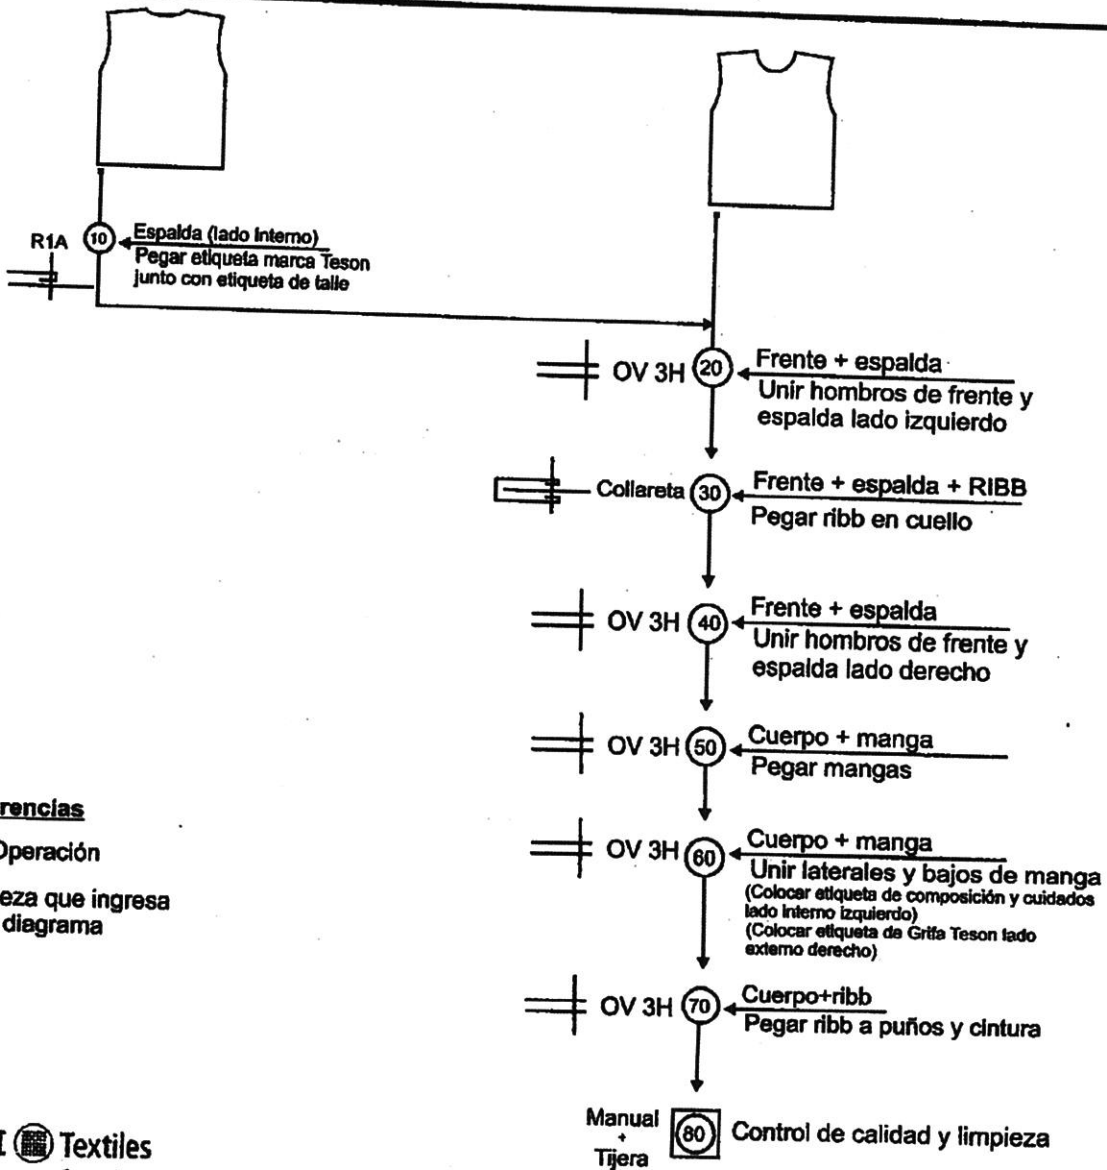 R1A
10
Espalda (lado Interno)
Pegar etiqueta marca Teson
junto con etiqueta de talle
OV 3H
20
Frente + espalda
Unir hombros de frente y
espalda lado izquierdo
Collareta
30
Frente + espalda + RIBB
Pegar ribb en cuello
OV 3H
40
Frente + espalda
Unir hombros de frente y
espalda lado derecho
OV 3H
50
Cuerpo + manga
Pegar mangas
OV 3H
60
Cuerpo + manga
Unir laterales y bajos de manga
(Colocar etiqueta de composición y cuidados
lado interno izquierdo)
(Colocar etiqueta de Grifa Teson lado
externo derecho)
OV 3H
70
Cuerpo+ribb
Pegar ribb a puños y cintura
Manual
+
Tijera
80
Control de calidad y limpieza
rencias
Operación
eza que ingresa
diagrama
Textiles